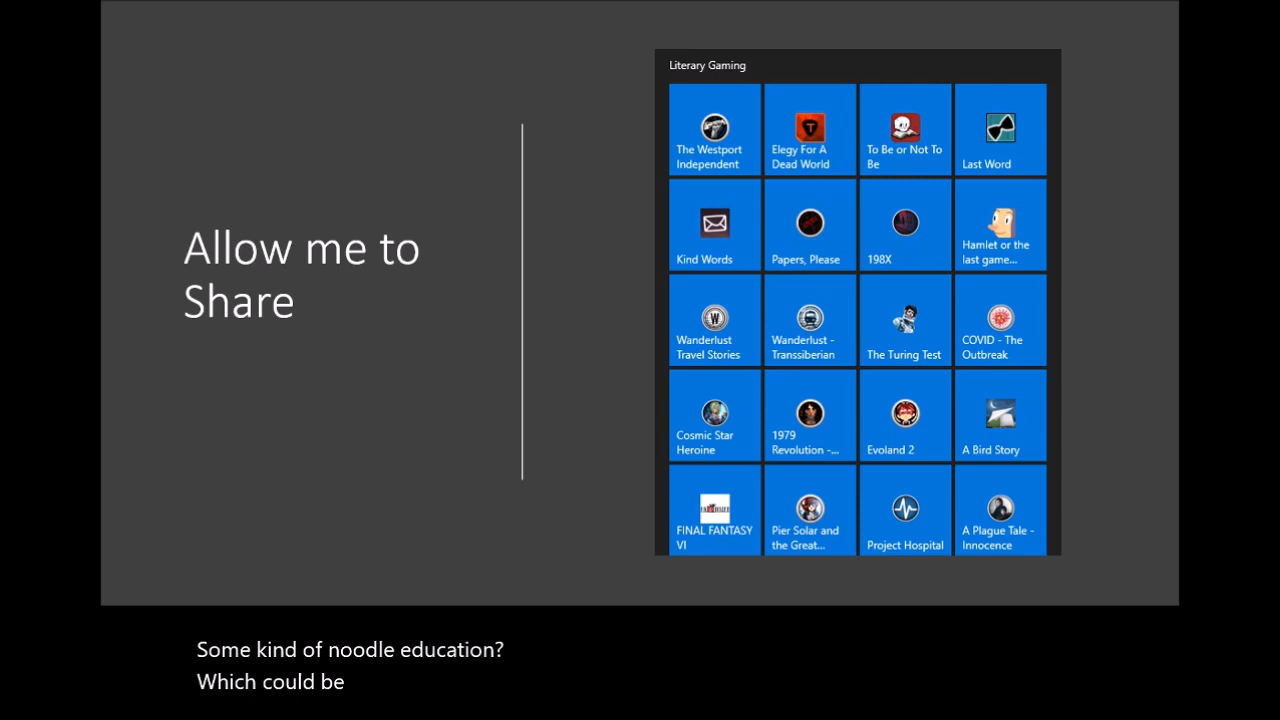 Allow me to
Share
Literary Gaming
The Westport
Independent
Elegy For A
Dead World
To Be or Not To
Be
Last Word
Kind Words
Papers, Please
198X
Hamlet or the
last game...
Wanderlust
Travel Stories
Wanderlust -
Transsiberian
The Turing Test
COVID - The
Outbreak
Cosmic Star
Heroine
1979
Revolution -...
Evoland 2
A Bird Story
FINAL FANTASY
VI
Pier Solar and
the Great...
Project Hospital
A Plague Tale -
Innocence
Some kind of noodle education?
Which could be